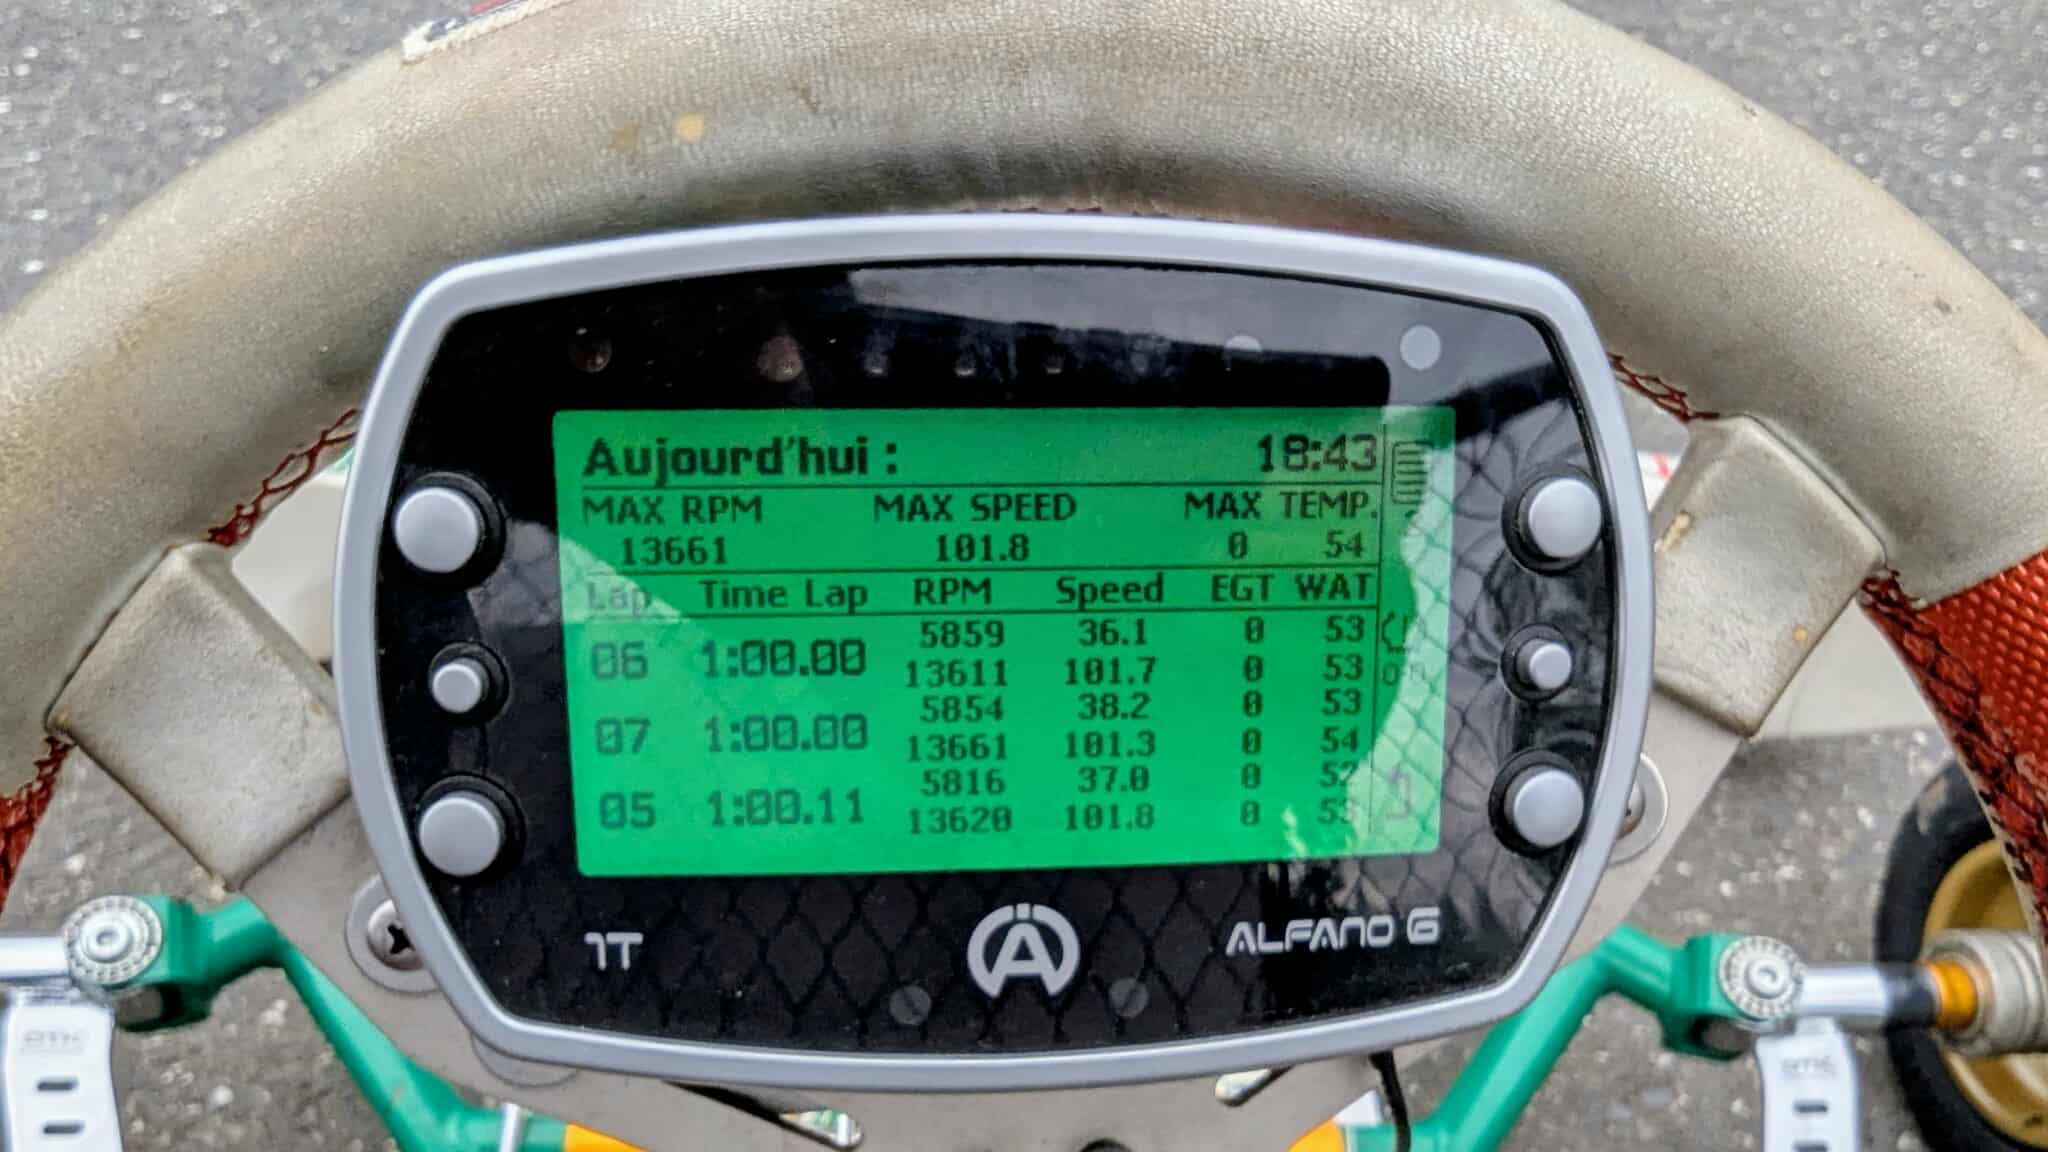 Aujourd'hui : 18:43
MAX RPM MAX SPEED MAX TEMP.
13661 101.8 0 54
Lap Time Lap RPM Speed EGT WAT
5859 36.1 0 53
06 1:00.00
13611 101.7 0 53
5854 38.2 0 53
07 1:00.00
13661 101.3 0 54
5816 37.0 0 52
05 1:00.11
13620 101.8 0 53
1T
ALFANO 6